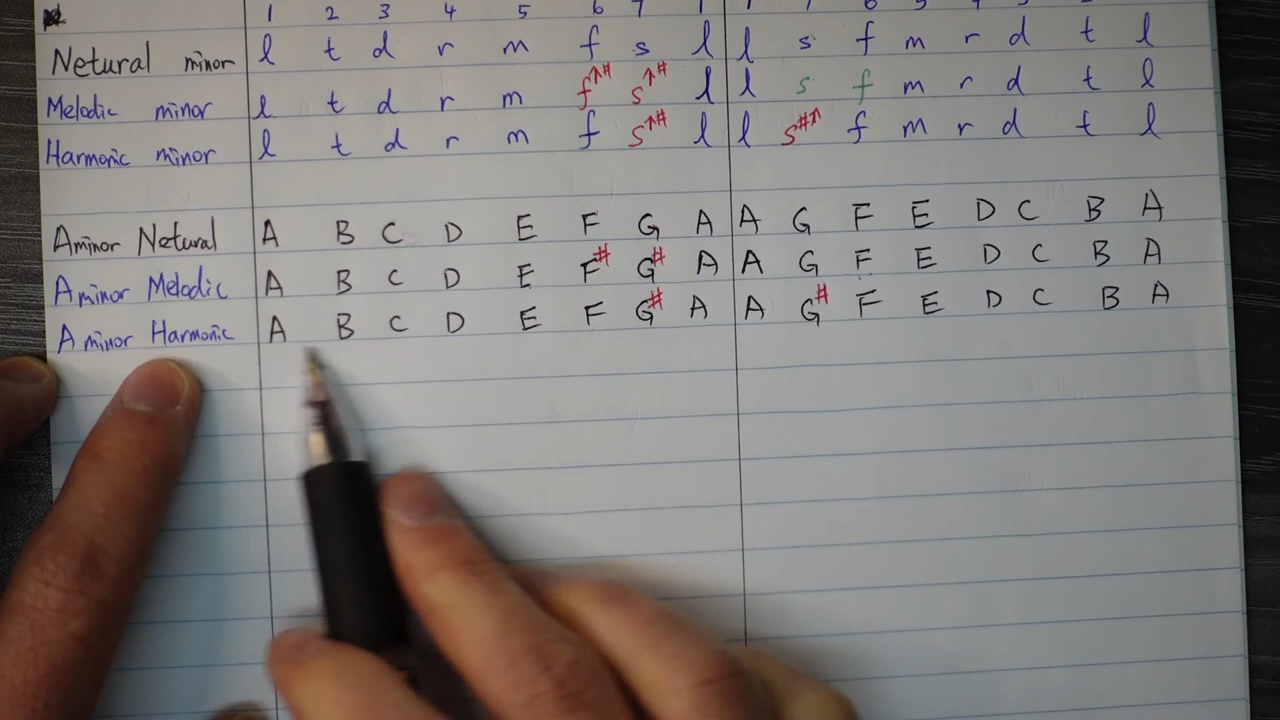 1 2 3 4 5 6 7 1 1 7 6 5 4 3 2 1
Netural minor l t d r m f s l l s f m r d t l
Melodic minor l t d r m f↑# s↑# l l s f m r d t l
Harmonic minor l t d r m f s↑# l l s#↑ f m r d t l
Aminor Netural A B C D E F G A A G F E D C B A
Aminor Melodic A B C D E F# G# A A G F E D C B A
Aminor Harmonic A B C D E F G# A A G# F E D C B A